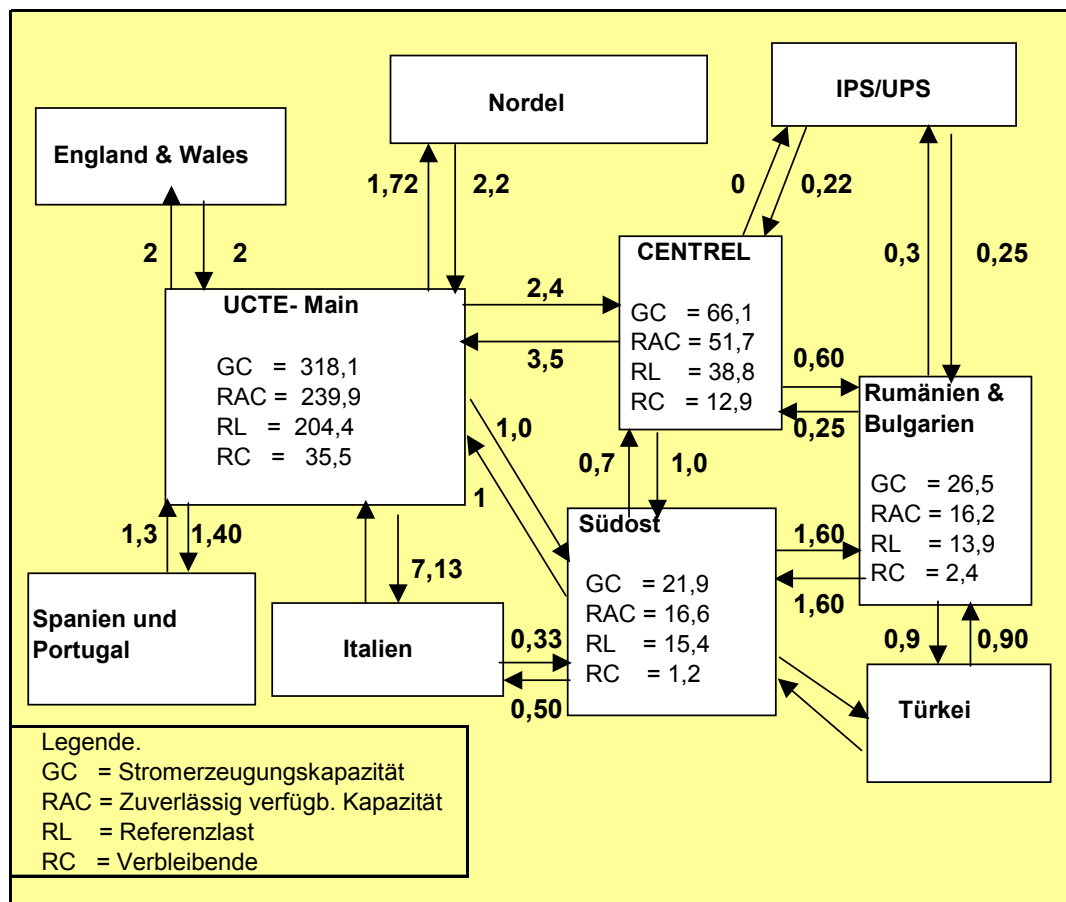 Nordel
IPS/UPS
England & Wales
1,72
2,2
0
0,22
2
2
0,3
0,25
CENTREL
GC = 66,1
RAC = 51,7
RL = 38,8
RC = 12,9
2,4
3,5
UCTE- Main
GC = 318,1
RAC = 239,9
RL = 204,4
RC = 35,5
0,60
0,25
Rumänien &
Bulgarien
GC = 26,5
RAC = 16,2
RL = 13,9
RC = 2,4
1,0
1
0,7
1,0
1,3
1,40
7,13
Südost
GC = 21,9
RAC = 16,6
RL = 15,4
RC = 1,2
1,60
1,60
Spanien und
Portugal
Italien
0,33
0,50
0,9
0,90
Türkei
Legende.
GC = Stromerzeugungskapazität
RAC = Zuverlässig verfügb. Kapazität
RL = Referenzlast
RC = Verbleibende